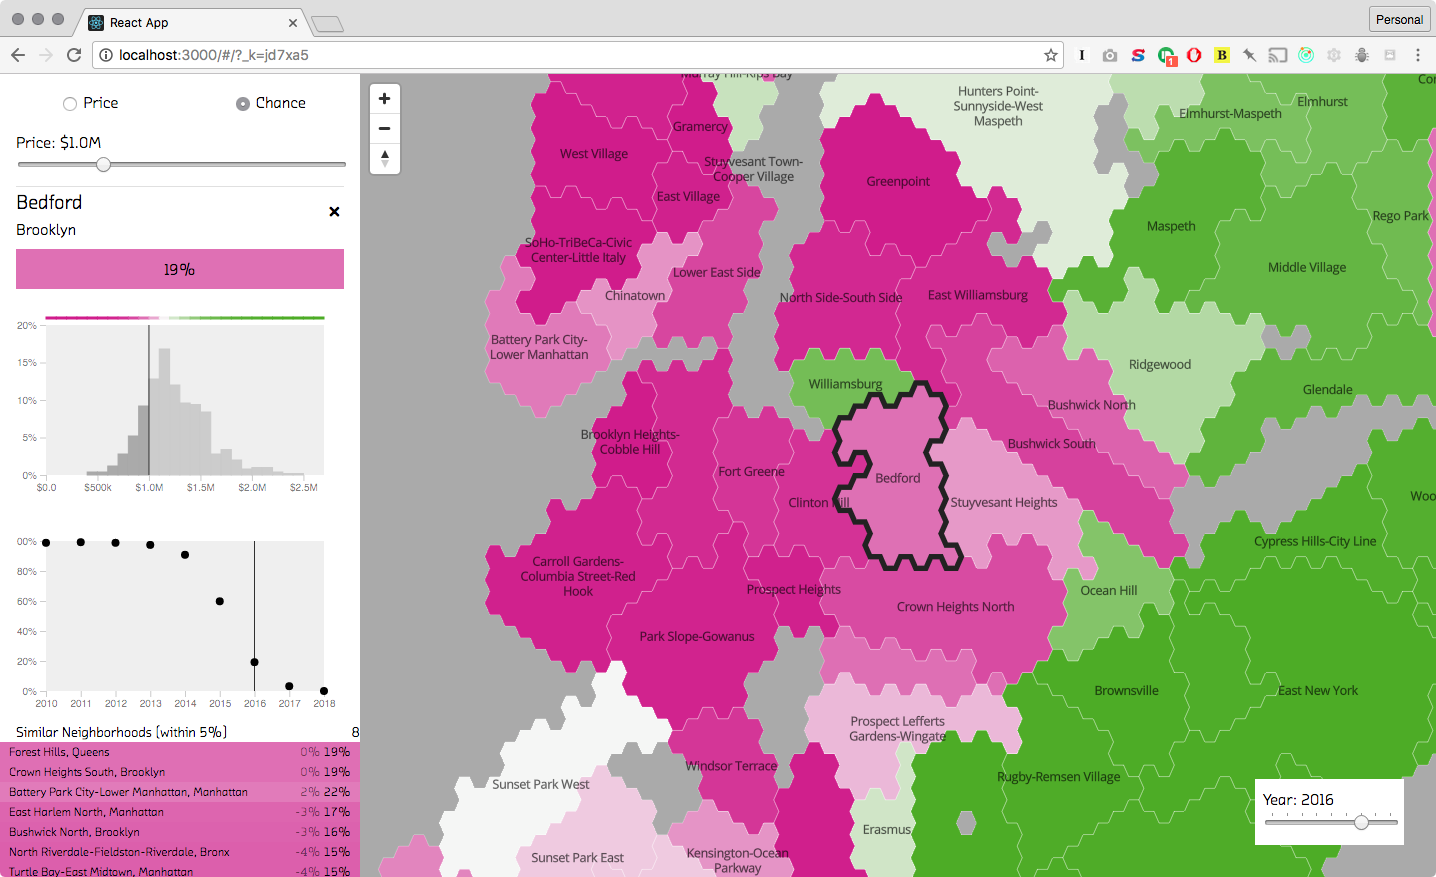 React App
Personal
localhost:3000/#/?_k=jd7xa5
1
Price
Chance
Price: $1.0M
Bedford
Brooklyn
19%
20%
15%
10%
5%
0%
$0.0
$500k
$1.0M
$1.5M
$2.0M
$2.5M
00%
80%
60%
40%
20%
0%
2010
2011
2012
2013
2014
2015
2016
2017
2018
Similar Neighborhoods (within 5%)
8
Forest Hills, Queens 0% 19%
Crown Heights South, Brooklyn 0% 19%
Battery Park City-Lower Manhattan, Manhattan 2% 22%
East Harlem North, Manhattan -3% 17%
Bushwick North, Brooklyn -3% 16%
North Riverdale-Fieldston-Riverdale, Bronx -4% 15%
Turtle Bay-East Midtown, Manhattan -4% 15%
Murray Hill-Kips Bay
Gramercy
West Village
Stuyvesant Town-
Cooper Village
East Village
SoHo-TriBeCa-Civic
Center-Little Italy
Lower East Side
Chinatown
Battery Park City-
Lower Manhattan
Hunters Point-
Sunnyside-West
Maspeth
Greenpoint
North Side-South Side
East Williamsburg
Elmhurst-Maspeth
Elmhurst
Cor
Maspeth
Rego Park
Middle Village
Ridgewood
Glendale
Williamsburg
Bushwick North
Bushwick South
Brooklyn Heights-
Cobble Hill
Fort Greene
Clinton Hill
Bedford
Stuyvesant Heights
Woo
Cypress Hills-City Line
Carroll Gardens-
Columbia Street-Red
Hook
Prospect Heights
Crown Heights North
Ocean Hill
Park Slope-Gowanus
Brownsville
East New York
Prospect Lefferts
Gardens-Wingate
Windsor Terrace
Rugby-Remsen Village
Sunset Park West
Erasmus
Sunset Park East
Kensington-Ocean
Parkway
Year: 2016